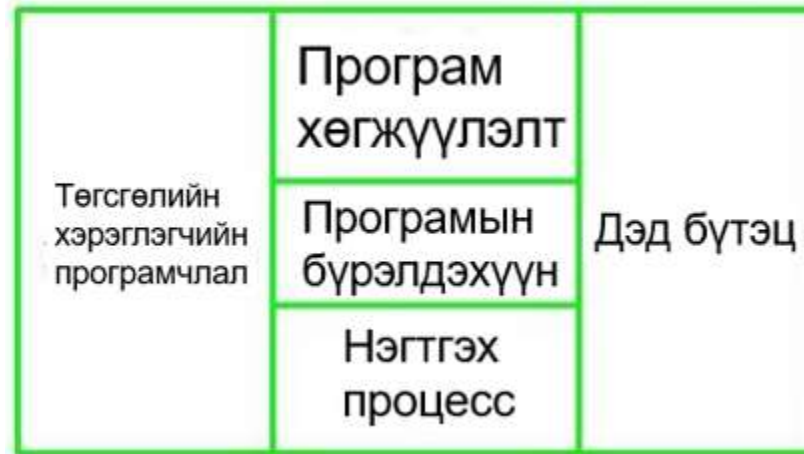 Төгсгөлийн
хэрэглэгчийн
програмчлал
Програм
хөгжүүлэлт
Програмын
бүрэлдэхүүн
Нэгтгэх
процесс
Дэд бүтэц